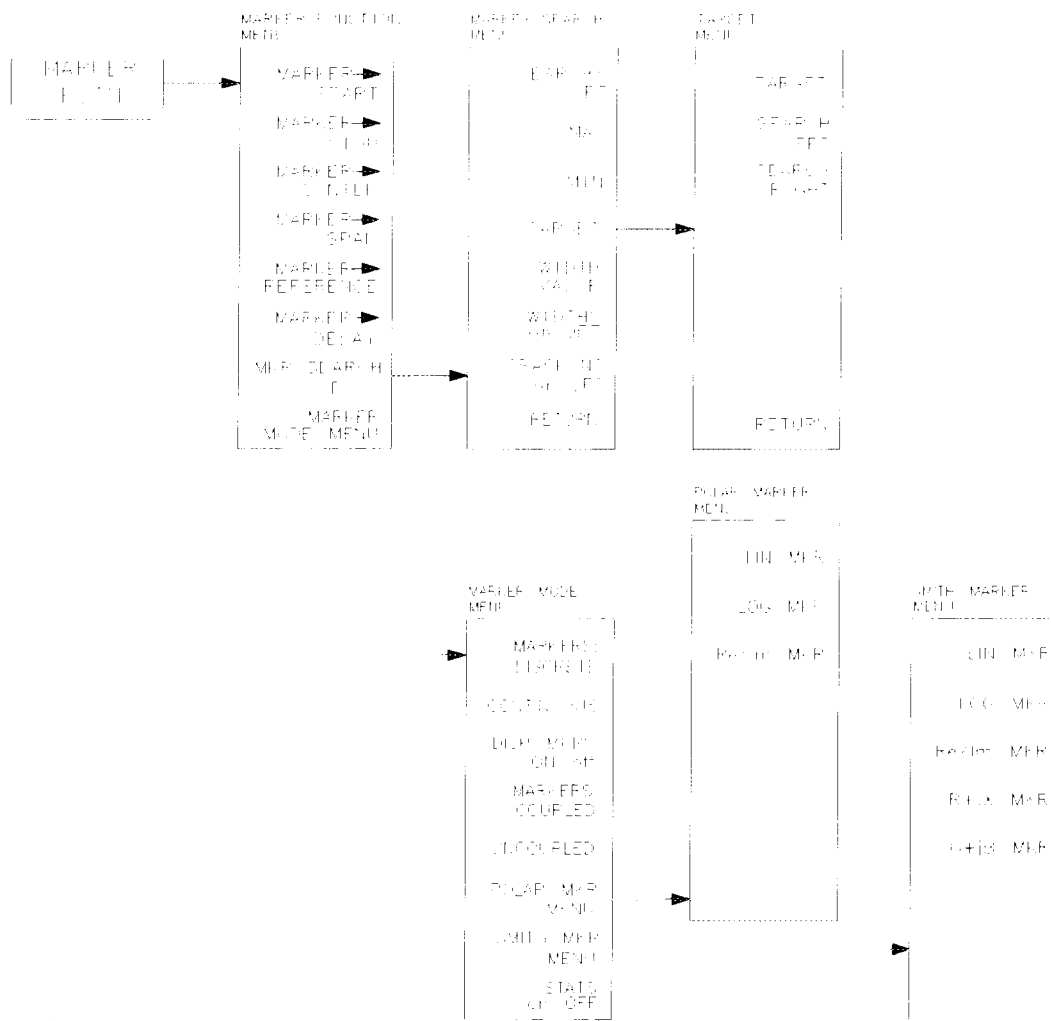 MARKER FUNCTION
MENU
MARKER
MARKER
START
MARKER
MARKER
MARKER
SPAN
MARKER
REFERENCE
MARKER
DELAY
MKR SEARCH
MARKER
MODE MENU
MARKER SEARCH
MENU
MAX
MIN
TARGET
WIDTH
VALUE
WIDTHS
TRACKING
RETURN
TARGET
MENU
TARGET
SEARCH
SEARCH
RIGHT
RETURN
POLAR MARKER
MENU
LIN MKR
LOG MKR
Re/Im MKR
MARKER MODE
MENU
MARKERS
DISCRETE
CONTINUOUS
DISP MKRS
ON off
MARKERS
COUPLED
UNCOUPLED
POLAR MKR
MENU
SMITH MKR
MENU
STATS
on OFF
SMITH MARKER
MENU
LIN MKR
LOG MKR
Re/Im MKR
R+jX MKR
G+jB MKR